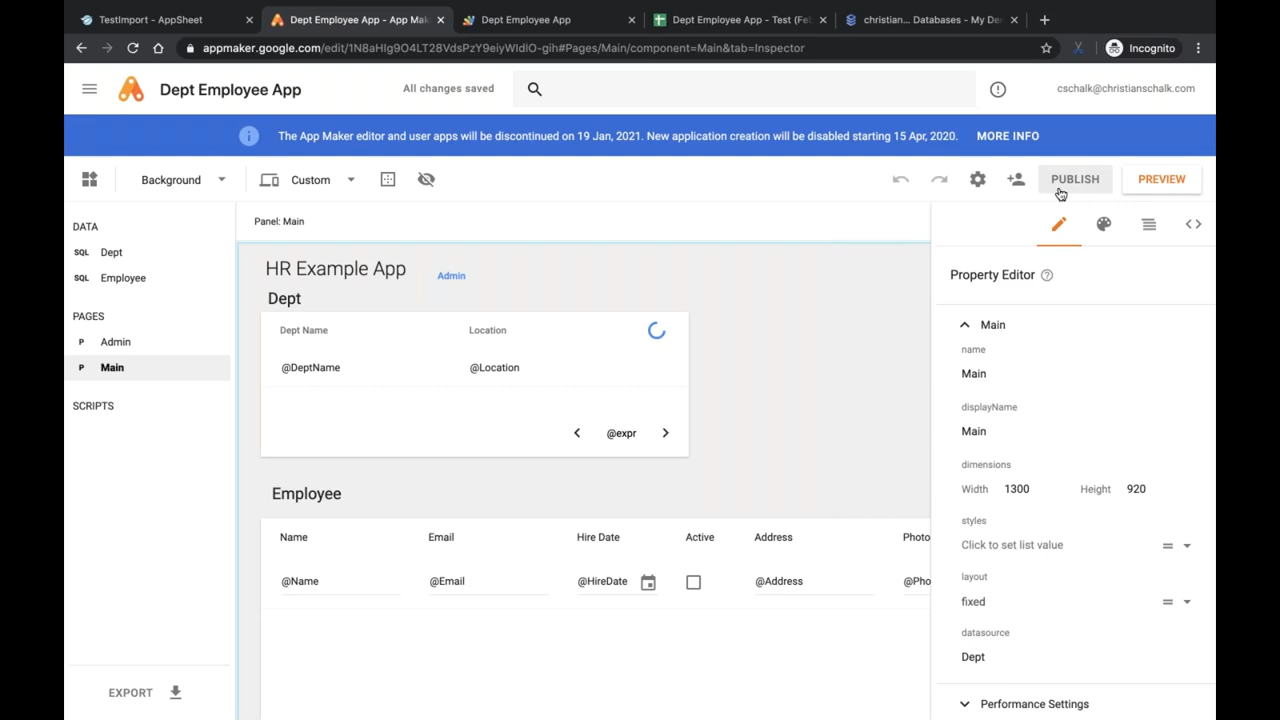 TestImport - AppSheet
Dept Employee App - App Mak
Dept Employee App
Dept Employee App - Test (Fel
christian... Databases - My De
appmaker.google.com/edit/1N8aHIg9O4LT28VdsPzY9eiyWIdIO-gih#Pages/Main/component=Main&tab=Inspector
Incognito
Dept Employee App
All changes saved
cschalk@christianschalk.com
The App Maker editor and user apps will be discontinued on 19 Jan, 2021. New application creation will be disabled starting 15 Apr, 2020. MORE INFO
Background
Custom
PUBLISH
PREVIEW
DATA
SQL Dept
SQL Employee
PAGES
P Admin
P Main
SCRIPTS
EXPORT
Panel: Main
HR Example App
Admin
Dept
Dept Name Location
@DeptName @Location
@expr
Employee
Name Email Hire Date Active Address Photo
@Name @Email @HireDate @Address @Pho
Property Editor
Main
name
Main
displayName
Main
dimensions
Width 1300 Height 920
styles
Click to set list value
layout
fixed
datasource
Dept
Performance Settings